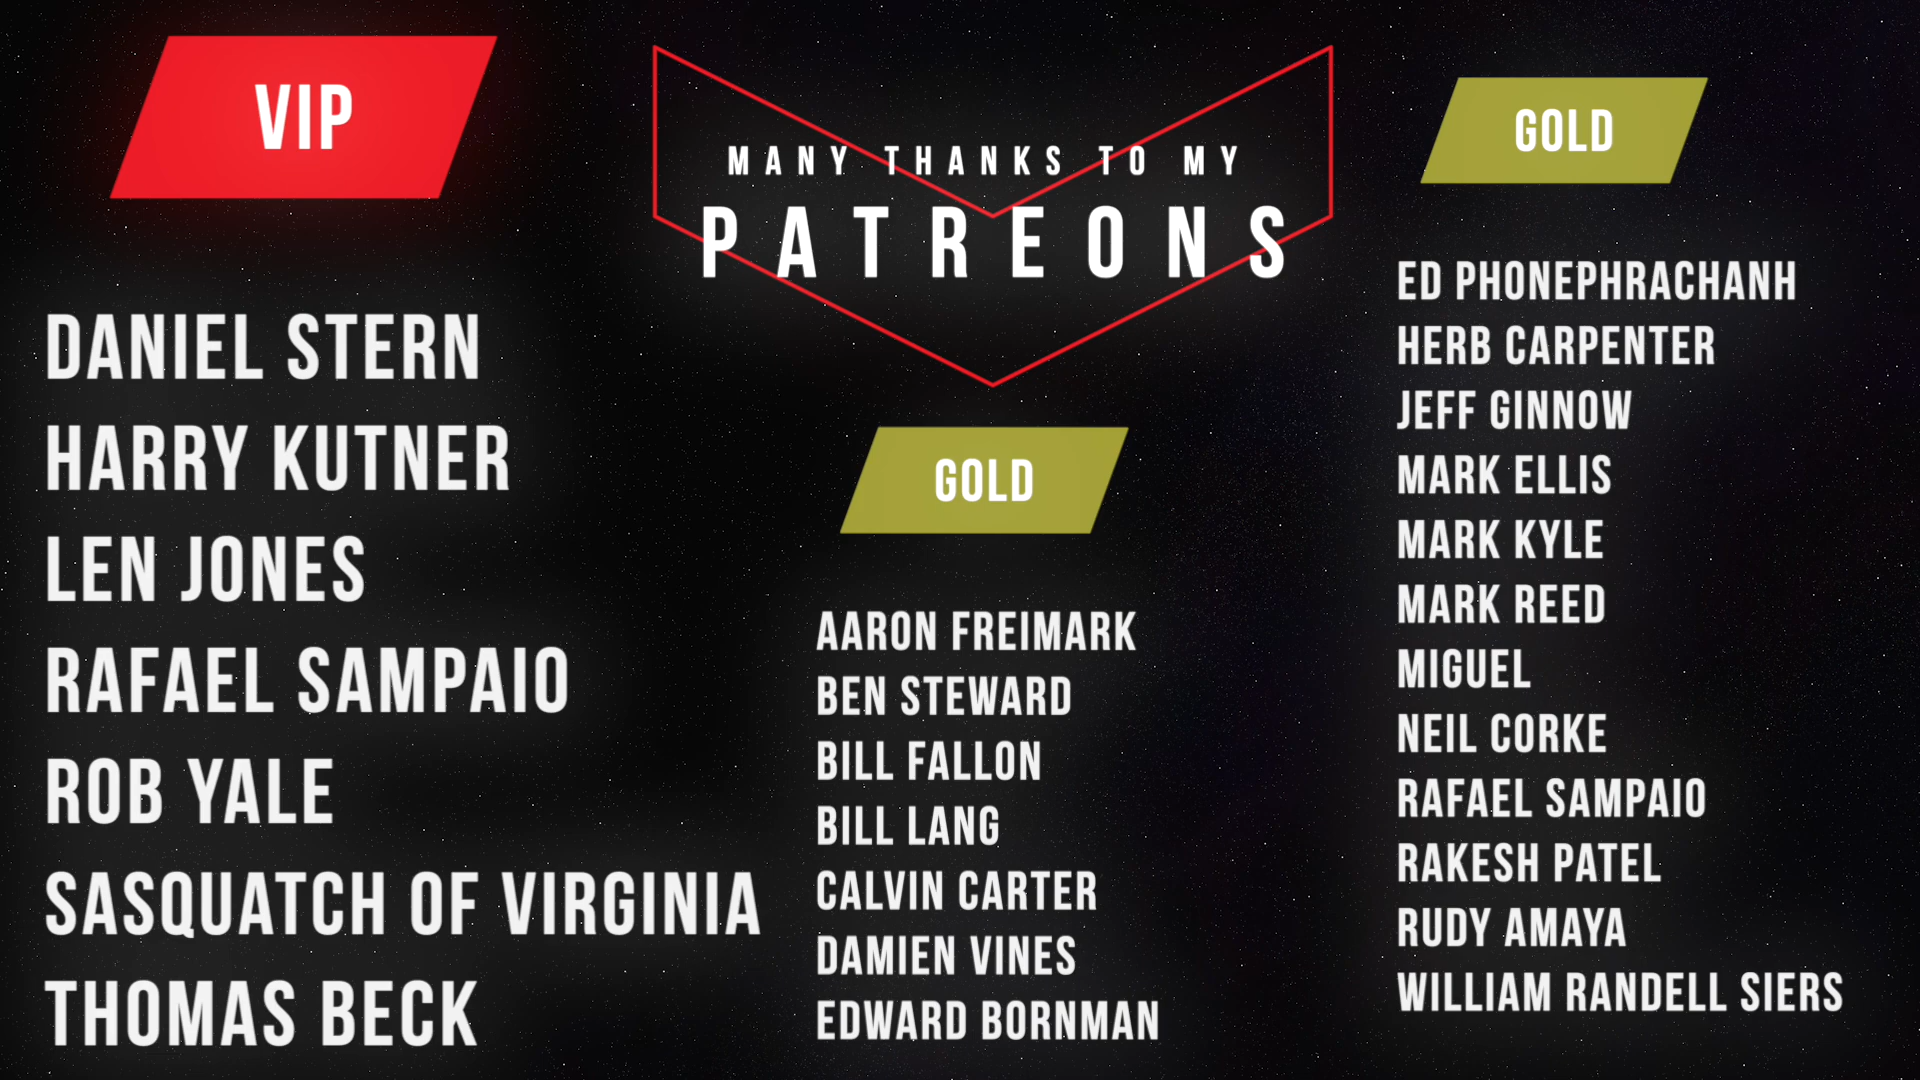 VIP
DANIEL STERN
HARRY KUTNER
LEN JONES
RAFAEL SAMPAIO
ROB YALE
SASQUATCH OF VIRGINIA
THOMAS BECK
MANY THANKS TO MY
PATREONS
GOLD
AARON FREIMARK
BEN STEWARD
BILL FALLON
BILL LANG
CALVIN CARTER
DAMIEN VINES
EDWARD BORNMAN
GOLD
ED PHONEPHRACHANH
HERB CARPENTER
JEFF GINNOW
MARK ELLIS
MARK KYLE
MARK REED
MIGUEL
NEIL CORKE
RAFAEL SAMPAIO
RAKESH PATEL
RUDY AMAYA
WILLIAM RANDELL SIERS